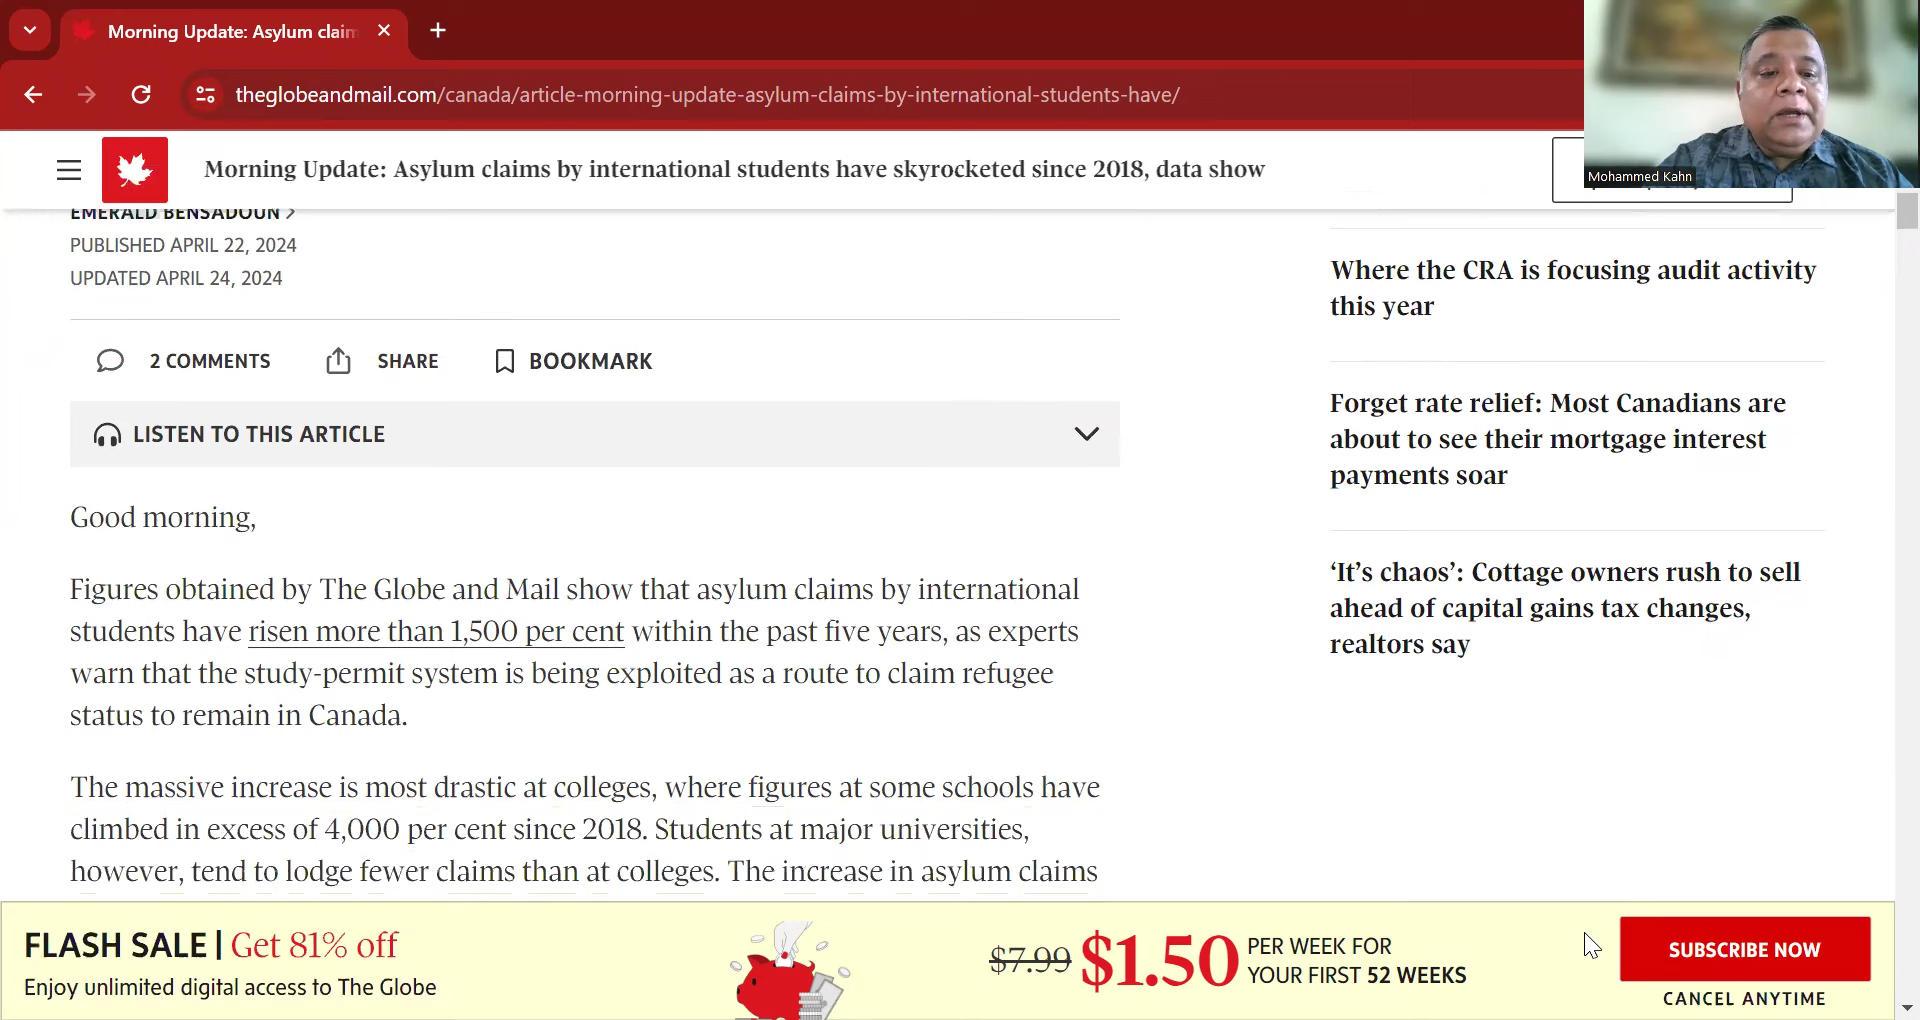 Morning Update: Asylum claim
theglobeandmail.com/canada/article-morning-update-asylum-claims-by-international-students-have/
Mohammed Kahn
Morning Update: Asylum claims by international students have skyrocketed since 2018, data show
EMERALD BENSADOUN
PUBLISHED APRIL 22, 2024
UPDATED APRIL 24, 2024
2 COMMENTS
SHARE
BOOKMARK
LISTEN TO THIS ARTICLE
Good morning,
Figures obtained by The Globe and Mail show that asylum claims by international
students have risen more than 1,500 per cent within the past five years, as experts
warn that the study-permit system is being exploited as a route to claim refugee
status to remain in Canada.
The massive increase is most drastic at colleges, where figures at some schools have
climbed in excess of 4,000 per cent since 2018. Students at major universities,
however, tend to lodge fewer claims than at colleges. The increase in asylum claims
Where the CRA is focusing audit activity
this year
Forget rate relief: Most Canadians are
about to see their mortgage interest
payments soar
‘It’s chaos’: Cottage owners rush to sell
ahead of capital gains tax changes,
realtors say
FLASH SALE | Get 81% off
Enjoy unlimited digital access to The Globe
$7.99 $1.50 PER WEEK FOR
YOUR FIRST 52 WEEKS
SUBSCRIBE NOW
CANCEL ANYTIME